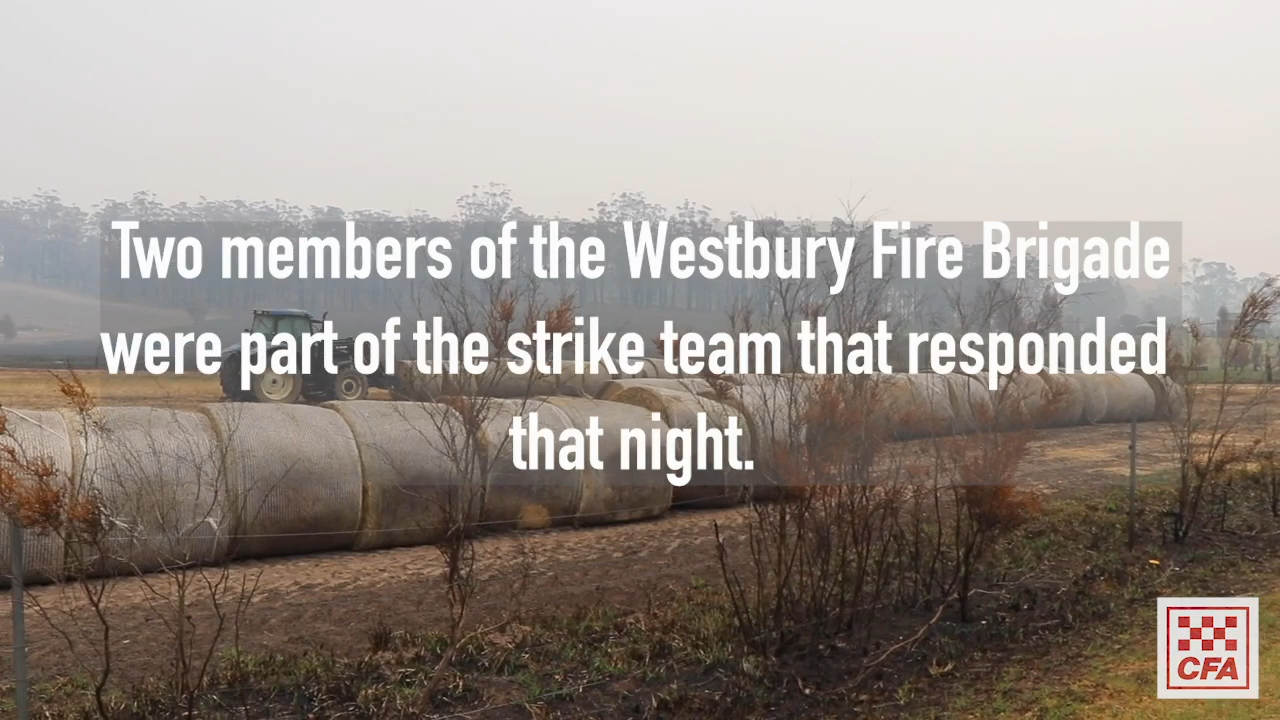 Two members of the Westbury Fire Brigade
were part of the strike team that responded
that night.
CFA